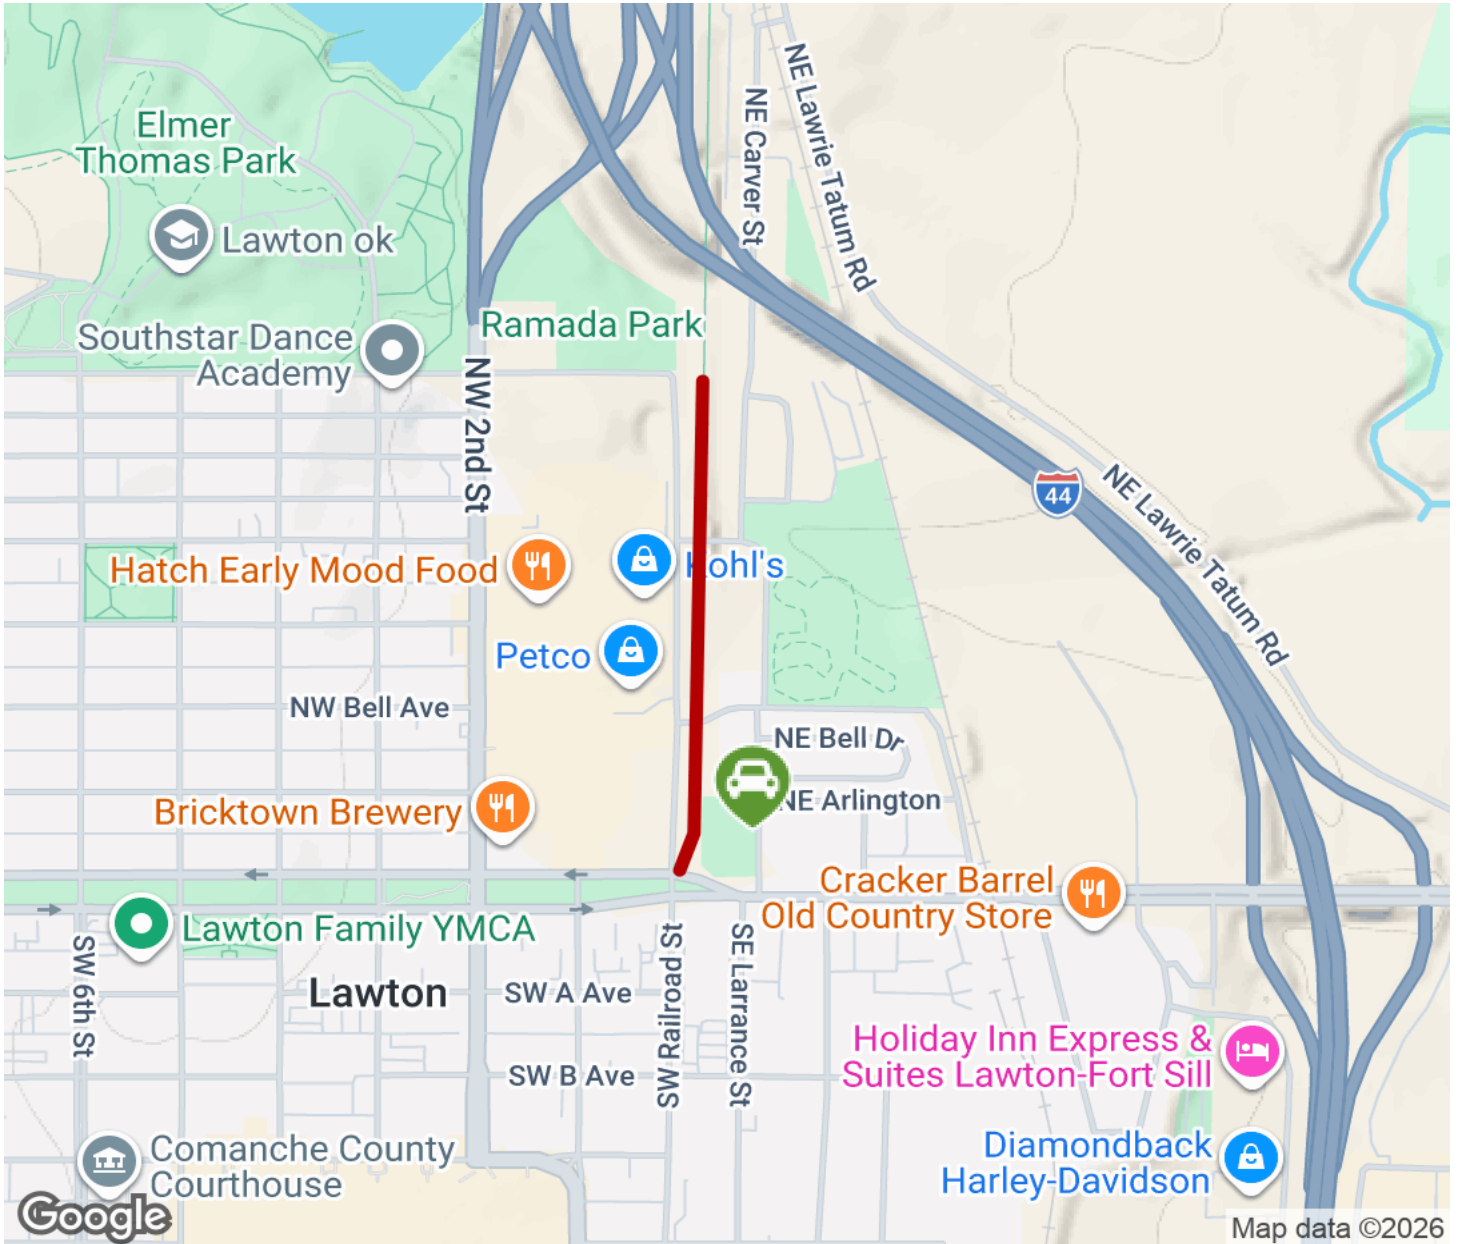 NE Lawrie Tatum Rd
NE Carver St
Elmer
Thomas Park
Lawton ok
Ramada Park
Southstar Dance
Academy
NW 2nd St
44
NE Lawrie Tatum Rd
Hatch Early Mood Food
Kohl's
Petco
NW Bell Ave
NE Bell Dr
NE Arlington
Bricktown Brewery
Cracker Barrel
Old Country Store
Lawton Family YMCA
SW 6th St
Lawton
SW A Ave
SW Railroad St
SE Larrance St
SW B Ave
Holiday Inn Express &
Suites Lawton-Fort Sill
Comanche County
Courthouse
Diamondback
Harley-Davidson
Google
Map data ©2026